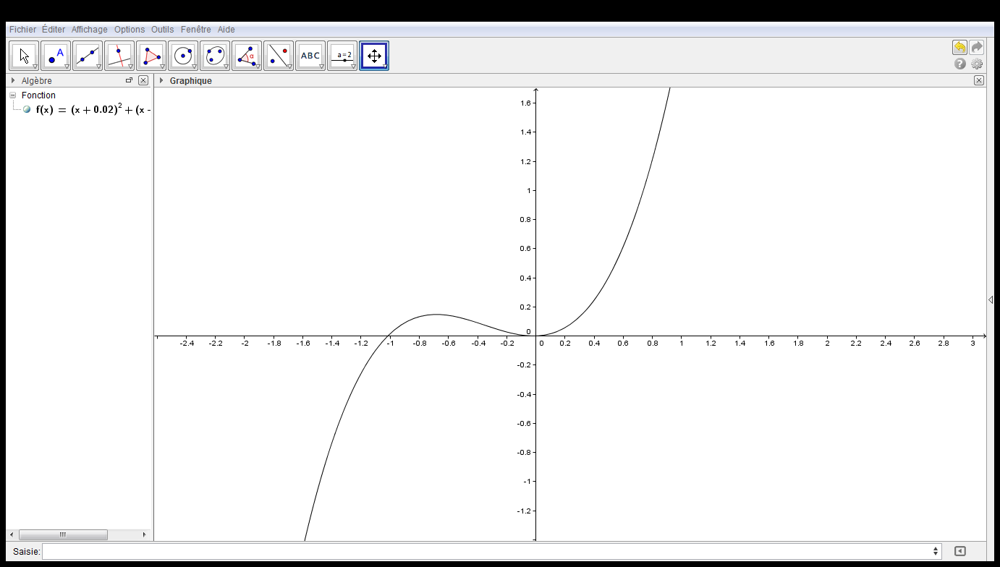 Fichier Éditer Affichage Options Outils Fenêtre Aide
A α ABC a=2
Algèbre
Graphique
Fonction
f(x) = (x + 0.02)² + (x -
1.6
1.4
1.2
1
0.8
0.6
0.4
0.2
0
-2.4 -2.2 -2 -1.8 -1.6 -1.4 -1.2 -1 -0.8 -0.6 -0.4 -0.2 0 0.2 0.4 0.6 0.8 1 1.2 1.4 1.6 1.8 2 2.2 2.4 2.6 2.8 3
-0.2
-0.4
-0.6
-0.8
-1
-1.2
Saisie: